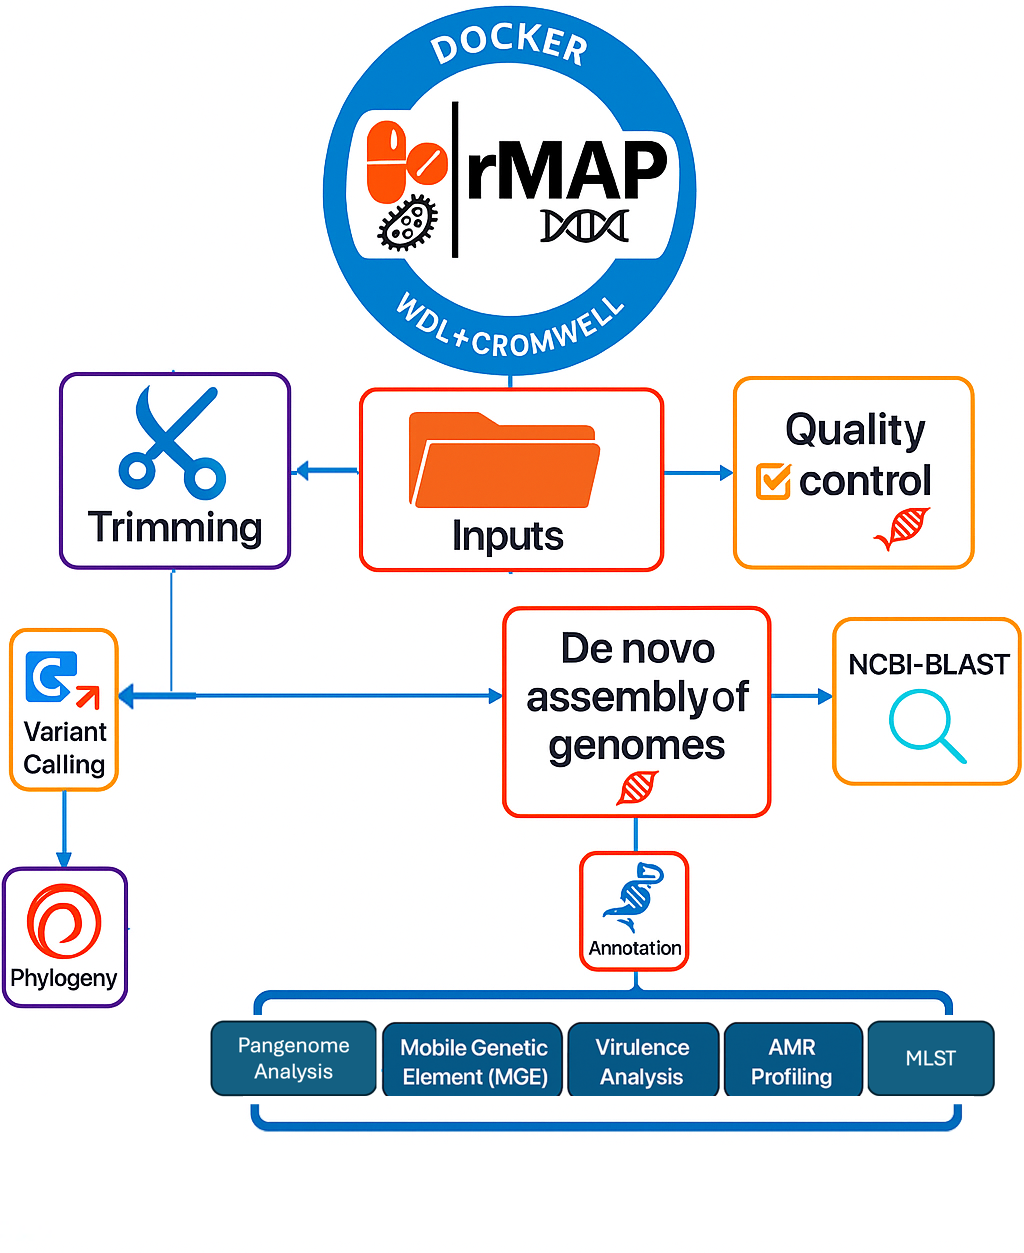 DOCKER
rMAP
WDL+CROMWELL
Trimming
Inputs
Quality
control
Variant
Calling
De novo
assembly of
genomes
NCBI-BLAST
Phylogeny
Annotation
Pangenome
Analysis
Mobile Genetic
Element (MGE)
Virulence
Analysis
AMR
Profiling
MLST